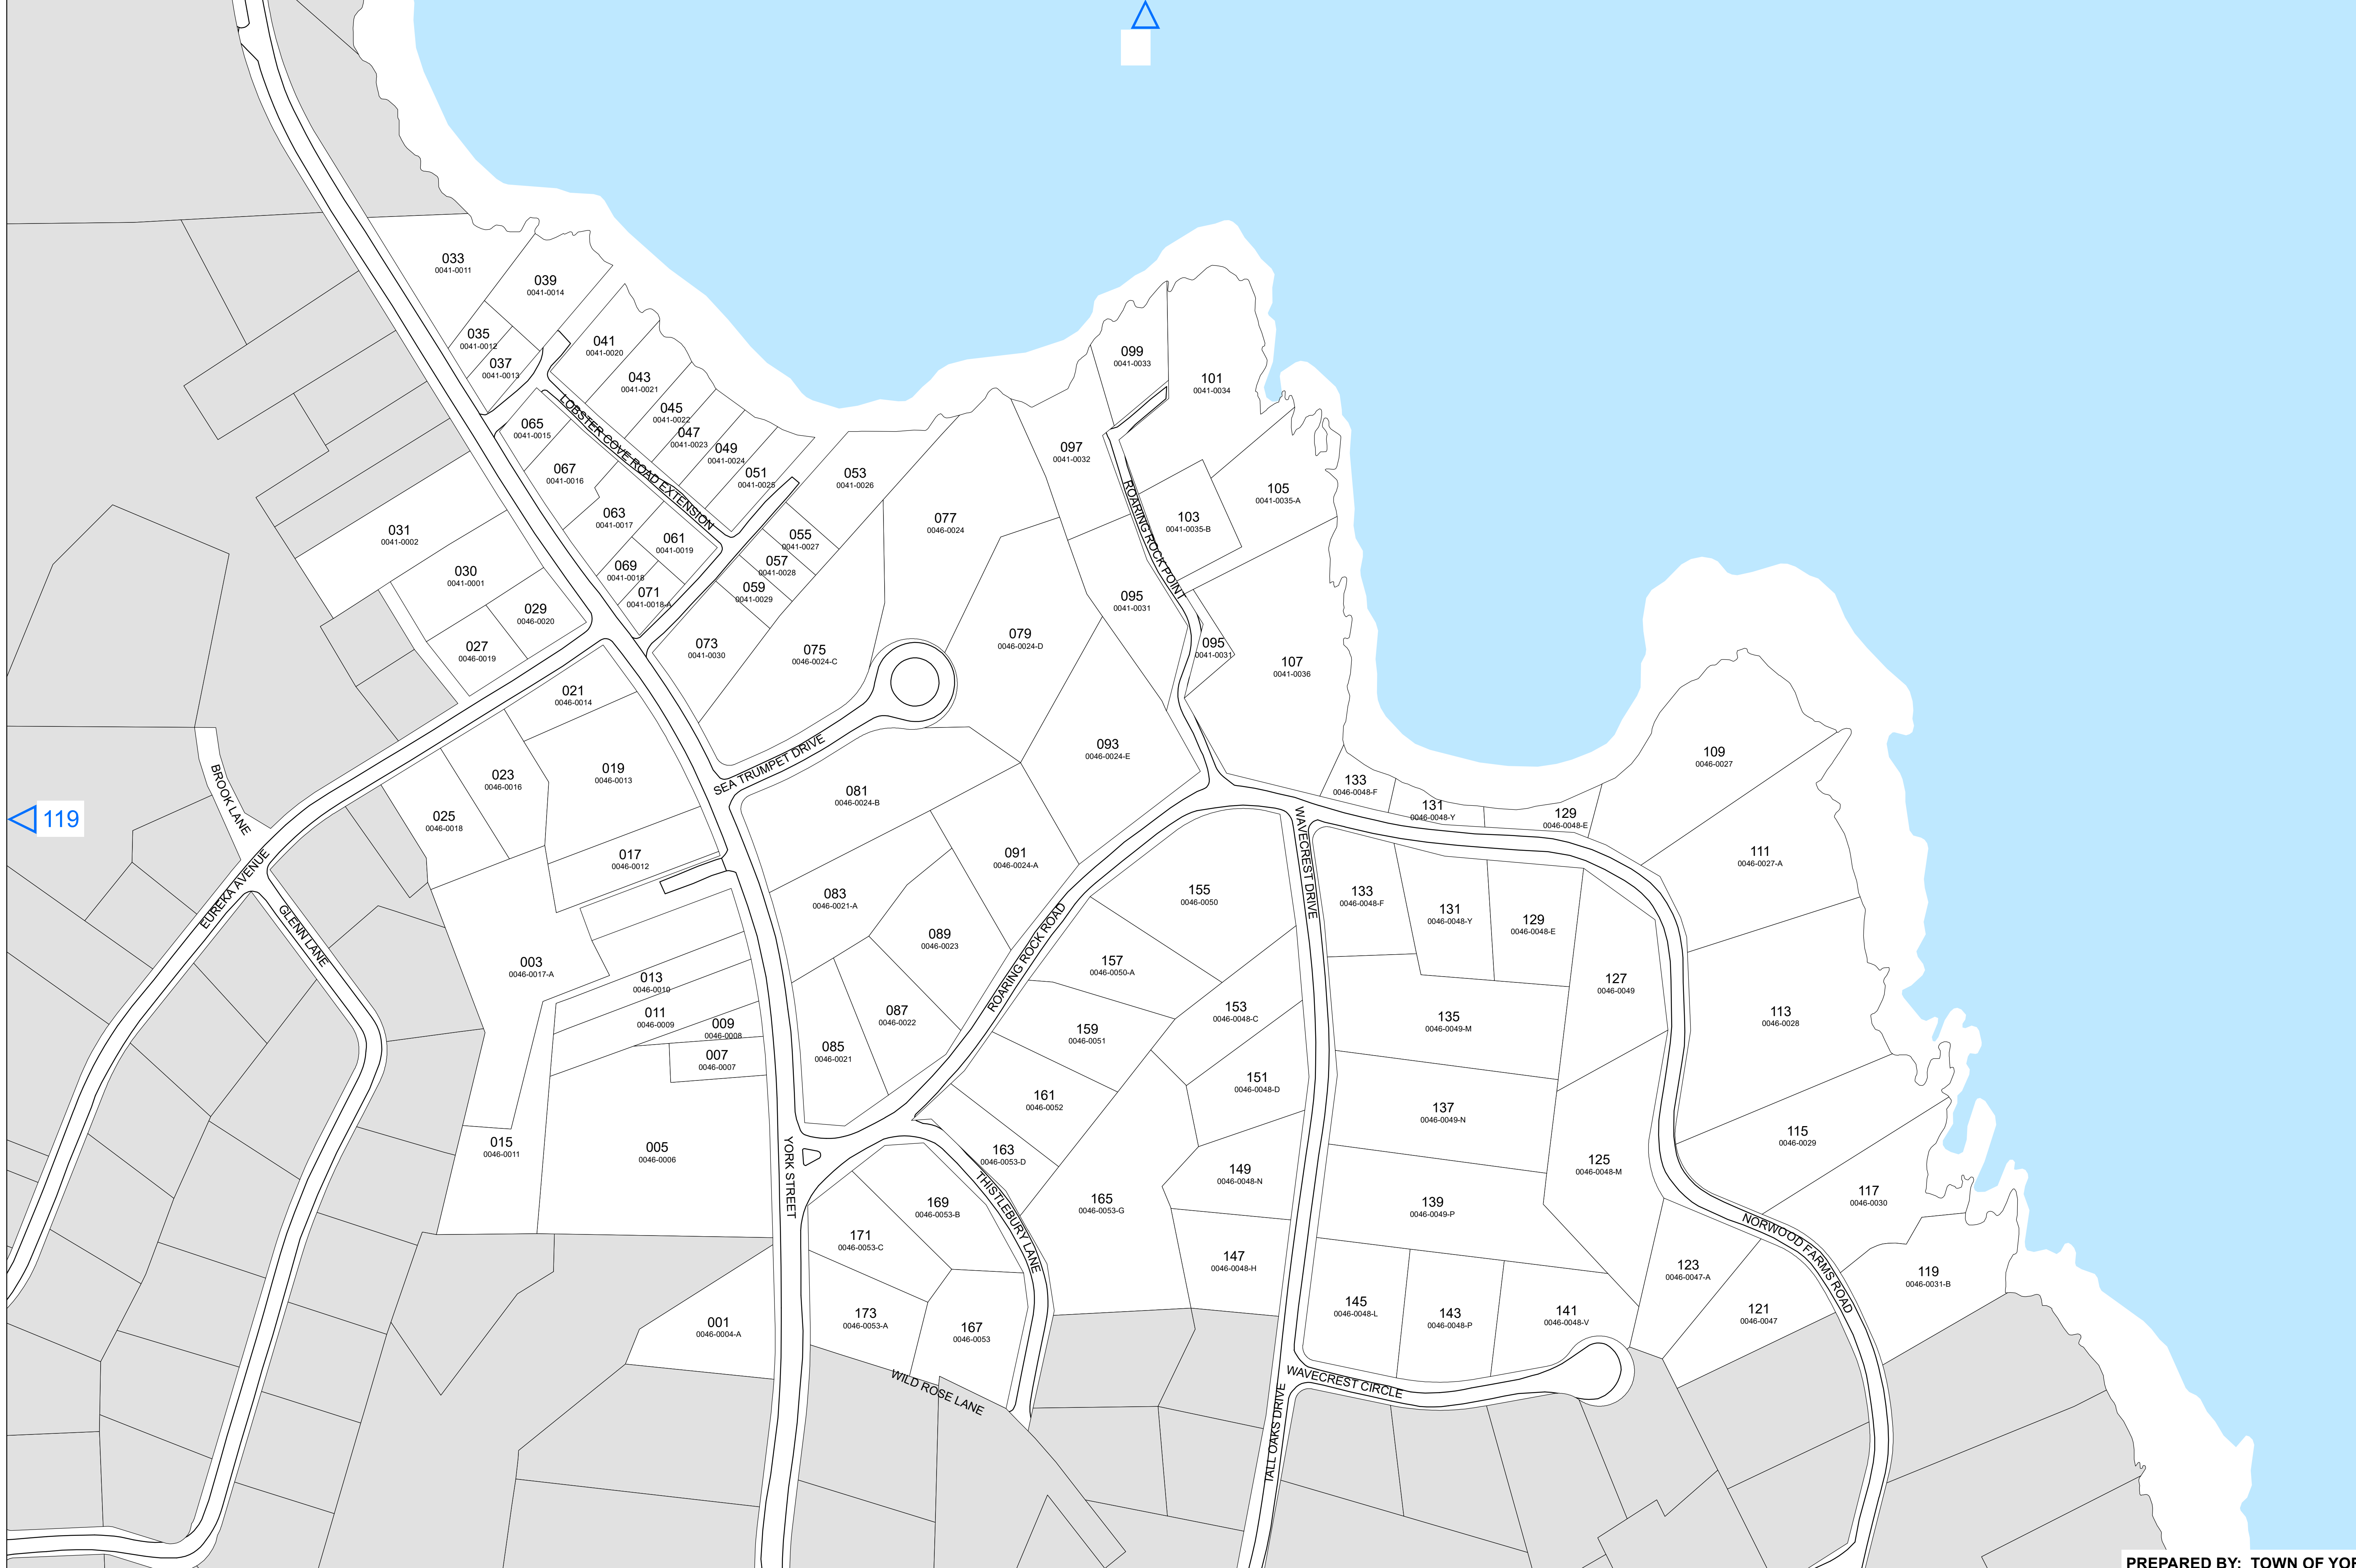 033
0041-0011
039
0041-0014
035
0041-0012
037
0041-0013
041
0041-0020
043
0041-0021
045
0041-0022
047
0041-0023
049
0041-0024
051
0041-0025
LOBSTER COVE ROAD EXTENSION
065
0041-0015
067
0041-0016
063
0041-0017
061
0041-0019
069
0041-0018
071
0041-0018-A
053
0041-0026
055
0041-0027
057
0041-0028
059
0041-0029
073
0041-0030
075
0046-0024-C
077
0046-0024
079
0046-0024-D
031
0041-0002
030
0041-0001
029
0046-0020
027
0046-0019
097
0041-0032
099
0041-0033
101
0041-0034
103
0041-0035-B
105
0041-0035-A
ROARING ROCK POINT
095
0041-0031
095
0041-0031
107
0041-0036
093
0046-0024-E
021
0046-0014
019
0046-0013
023
0046-0016
025
0046-0018
017
0046-0012
SEA TRUMPET DRIVE
081
0046-0024-B
083
0046-0021-A
091
0046-0024-A
089
0046-0023
087
0046-0022
085
0046-0021
BROOK LANE
119
EUREKA AVENUE
GLENN LANE
003
0046-0017-A
013
0046-0010
011
0046-0009
009
0046-0008
007
0046-0007
005
0046-0006
015
0046-0011
001
0046-0004-A
YORK STREET
ROARING ROCK ROAD
155
0046-0050
157
0046-0050-A
159
0046-0051
161
0046-0052
163
0046-0053-D
165
0046-0053-G
153
0046-0048-C
151
0046-0048-D
149
0046-0048-N
147
0046-0048-H
THISTLEBURY LANE
169
0046-0053-B
171
0046-0053-C
173
0046-0053-A
167
0046-0053
WILD ROSE LANE
WAVECREST DRIVE
133
0046-0048-F
131
0046-0048-Y
129
0046-0048-E
133
0046-0048-F
131
0046-0048-Y
129
0046-0048-E
127
0046-0049
135
0046-0049-M
137
0046-0049-N
139
0046-0049-P
125
0046-0048-M
145
0046-0048-L
143
0046-0048-P
141
0046-0048-V
WAVECREST CIRCLE
TALL OAKS DRIVE
109
0046-0027
111
0046-0027-A
113
0046-0028
115
0046-0029
117
0046-0030
119
0046-0031-B
123
0046-0047-A
121
0046-0047
NORWOOD FARMS ROAD
PREPARED BY: TOWN OF YOR